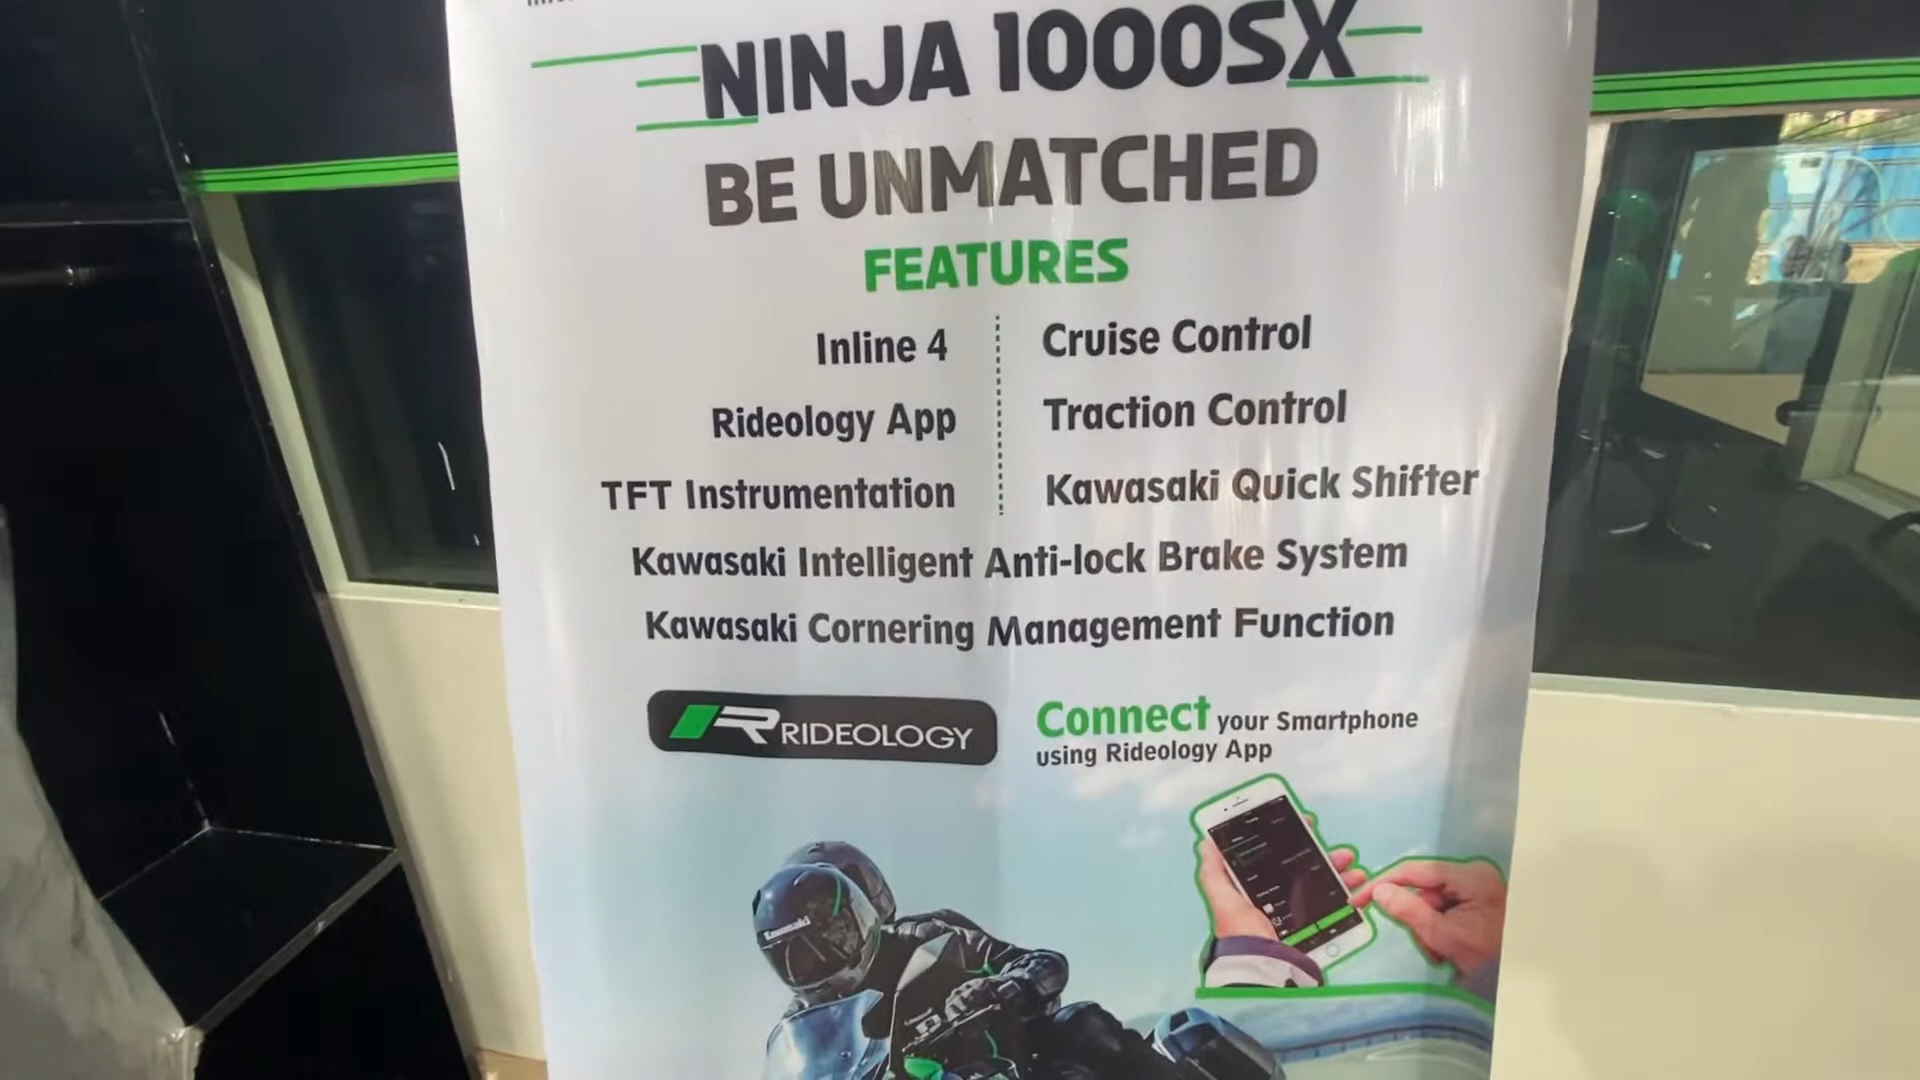 NINJA 1000SX
BE UNMATCHED
FEATURES
Inline 4
Cruise Control
Rideology App
Traction Control
TFT Instrumentation
Kawasaki Quick Shifter
Kawasaki Intelligent Anti-lock Brake System
Kawasaki Cornering Management Function
RIDEOLOGY
Connect your Smartphone
using Rideology App
Kawasaki